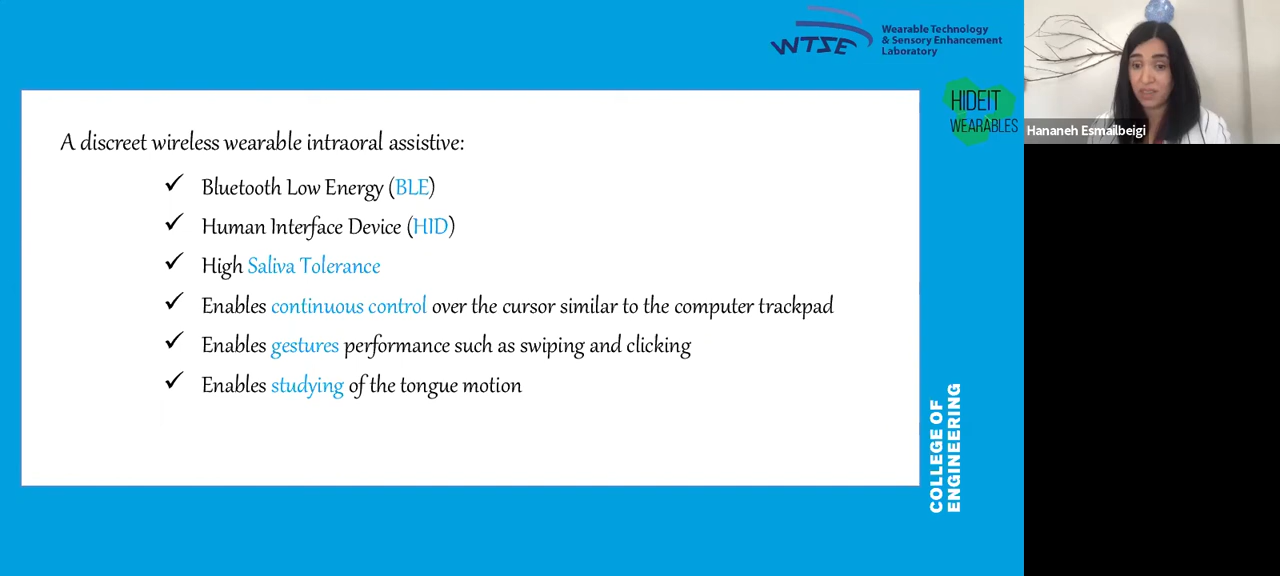 WTSE
Wearable Technology
& Sensory Enhancement
Laboratory
HIDEIT
WEARABLES
Hananeh Esmailbeigi
A discreet wireless wearable intraoral assistive:
✓ Bluetooth Low Energy (BLE)
✓ Human Interface Device (HID)
✓ High Saliva Tolerance
✓ Enables continuous control over the cursor similar to the computer trackpad
✓ Enables gestures performance such as swiping and clicking
✓ Enables studying of the tongue motion
COLLEGE OF
ENGINEERING